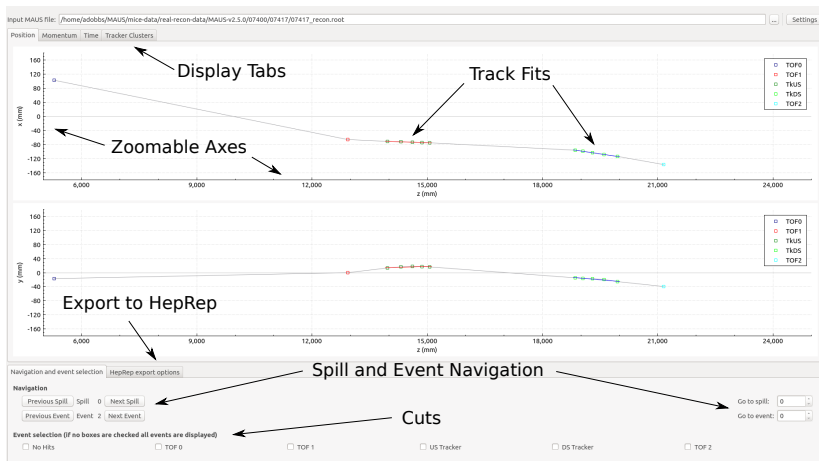 Input MAUS file: /home/adobbs/MAUS/mice-data/real-recon-data/MAUS-v2.5.0/07400/07417/07417_recon.root ... Settings
Position Momentum Time Tracker Clusters
Display Tabs
Track Fits
Zoomable Axes
TOF0
TOF1
TkUS
TkDS
TOF2
x (mm)
160
120
80
40
0
-40
-80
-120
-160
6,000 9,000 12,000 15,000 18,000 21,000 24,000
z (mm)
TOF0
TOF1
TkUS
TkDS
TOF2
y (mm)
160
120
80
40
0
-40
-80
-120
-160
Export to HepRep
6,000 9,000 12,000 15,000 18,000 21,000 24,000
z (mm)
Navigation and event selection HepRep export options
Spill and Event Navigation
Navigation
Previous Spill Spill 0 Next Spill Go to spill: 0
Previous Event Event 2 Next Event Go to event: 0
Cuts
Event selection (if no boxes are checked all events are displayed)
No Hits TOF 0 TOF 1 US Tracker DS Tracker TOF 2